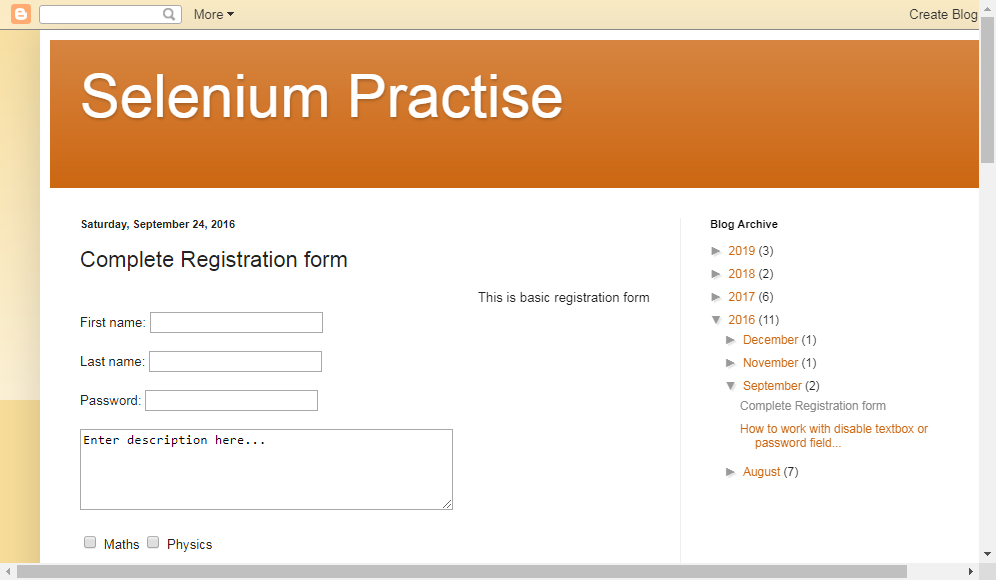 More
Create Blog
Selenium Practise
Saturday, September 24, 2016
Complete Registration form
This is basic registration form
First name:
Last name:
Password:
Enter description here...
Maths Physics
Blog Archive
► 2019 (3)
► 2018 (2)
► 2017 (6)
▼ 2016 (11)
► December (1)
► November (1)
▼ September (2)
Complete Registration form
How to work with disable textbox or
password field...
► August (7)